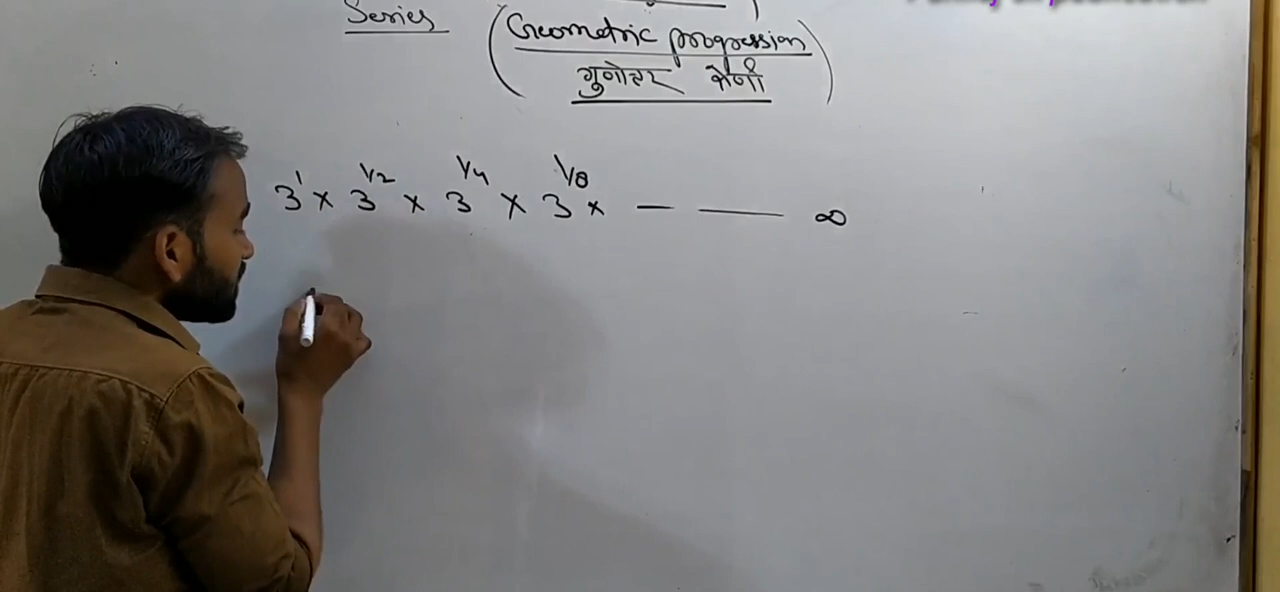 Series (Geometric progression)
गुणोत्तर श्रेणी
3¹ × 3^1/2 × 3^1/4 × 3^1/8 × — — ∞